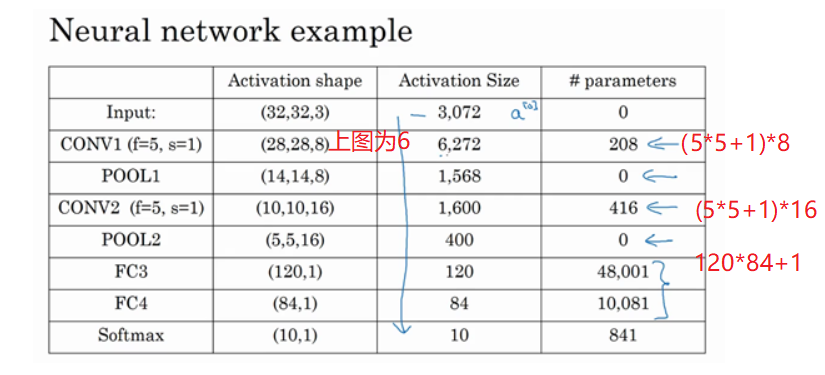 Neural network example
Activation shape Activation Size # parameters
Input: (32,32,3) 3,072 a[0] 0
CONV1 (f=5, s=1) (28,28,8) 上图为6 6,272 208 (5*5+1)*8
POOL1 (14,14,8) 1,568 0
CONV2 (f=5, s=1) (10,10,16) 1,600 416 (5*5+1)*16
POOL2 (5,5,16) 400 0
120*84+1
FC3 (120,1) 120 48,001
FC4 (84,1) 84 10,081
Softmax (10,1) 10 841